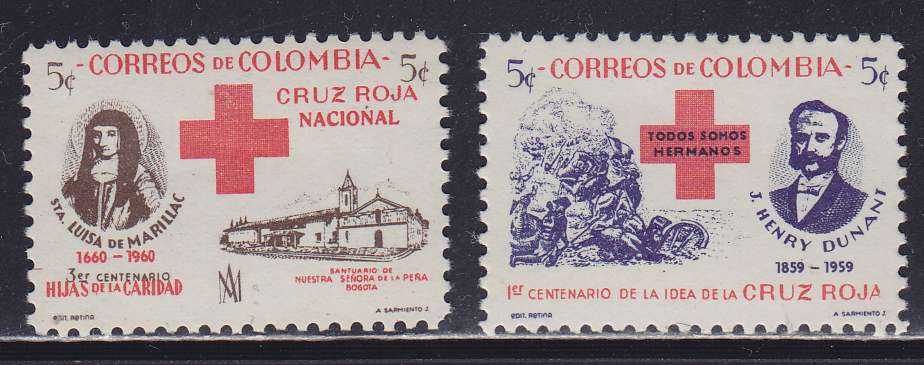 5¢ - CORREOS DE COLOMBIA - 5¢
CRUZ ROJA
NACIONAL
STA. LUISA DE MARILLAC
1660 - 1960
3er CENTENARIO
HIJAS DE LA CARIDAD
SANTUARIO DE
NUESTRA SEÑORA DE LA PEÑA
BOGOTA
EDIT. RETINA
A SARMIENTO J.
5¢ - CORREOS DE COLOMBIA - 5¢
TODOS SOMOS
HERMANOS
J. HENRY DUNANT
1859 - 1959
1er CENTENARIO DE LA IDEA DE LA CRUZ ROJA
EDIT. RETINA
A SARMIENTO J.